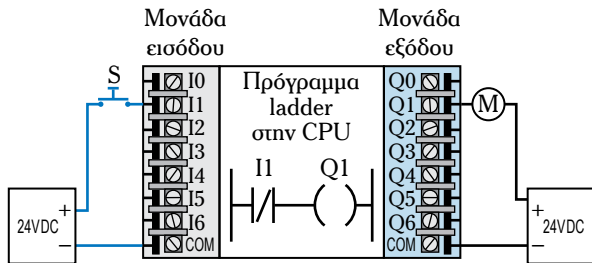 Μονάδα
εισόδου
Μονάδα
εξόδου
S
I0
I1
I2
I3
I4
I5
I6
COM
Πρόγραμμα
ladder
στην CPU
I1 Q1
Q0
Q1
Q2
Q3
Q4
Q5
Q6
COM
M
+
24VDC
−
+
24VDC
−